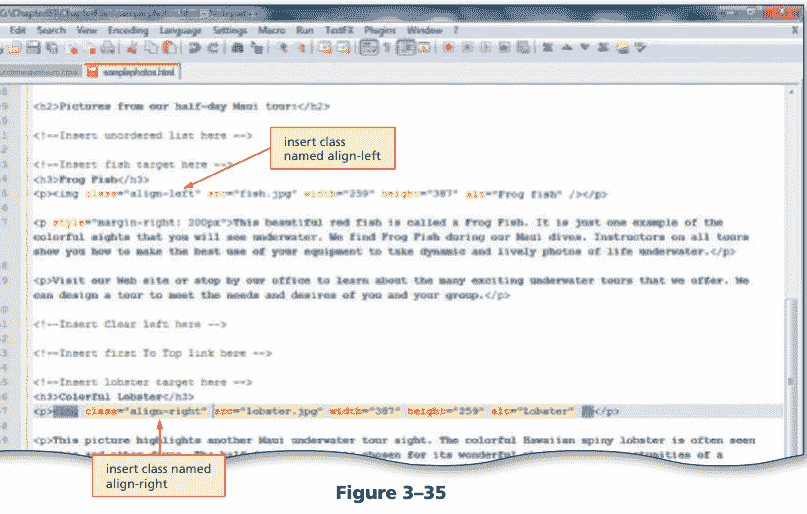 Edit Search View Encoding Language Settings Macro Run TextFX Plugins Window ?
samplephotos.html
<h2>Pictures from our half-day Maui tour:</h2>
<!--Insert unordered list here -->
insert class
named align-left
<!--Insert fish target here -->
<h3>Frog Fish</h3>
<p><img class="align-left" src="fish.jpg" width="259" height="387" alt="Frog fish" /></p>
<p style="margin-right: 200px">This beautiful red fish is called a Frog Fish. It is just one example of the
colorful sights that you will see underwater. We find Frog Fish during our Maui dives. Instructors on all tours
show you how to make the best use of your equipment to take dynamic and lively photos of life underwater.</p>
<p>Visit our Web site or stop by our office to learn about the many exciting underwater tours that we offer. We
can design a tour to meet the needs and desires of you and your group.</p>
<!--Insert Clear left here -->
<!--Insert first To Top link here -->
<!--Insert lobster target here -->
<h3>Colorful Lobster</h3>
<p> class="align-right" src="lobster.jpg" width="387" height="259" alt="Lobster" </p>
<p>This picture highlights another Maui underwater tour sight. The colorful Hawaiian spiny lobster is often seen
chosen for its wonderful
insert class named
align-right
Figure 3–35